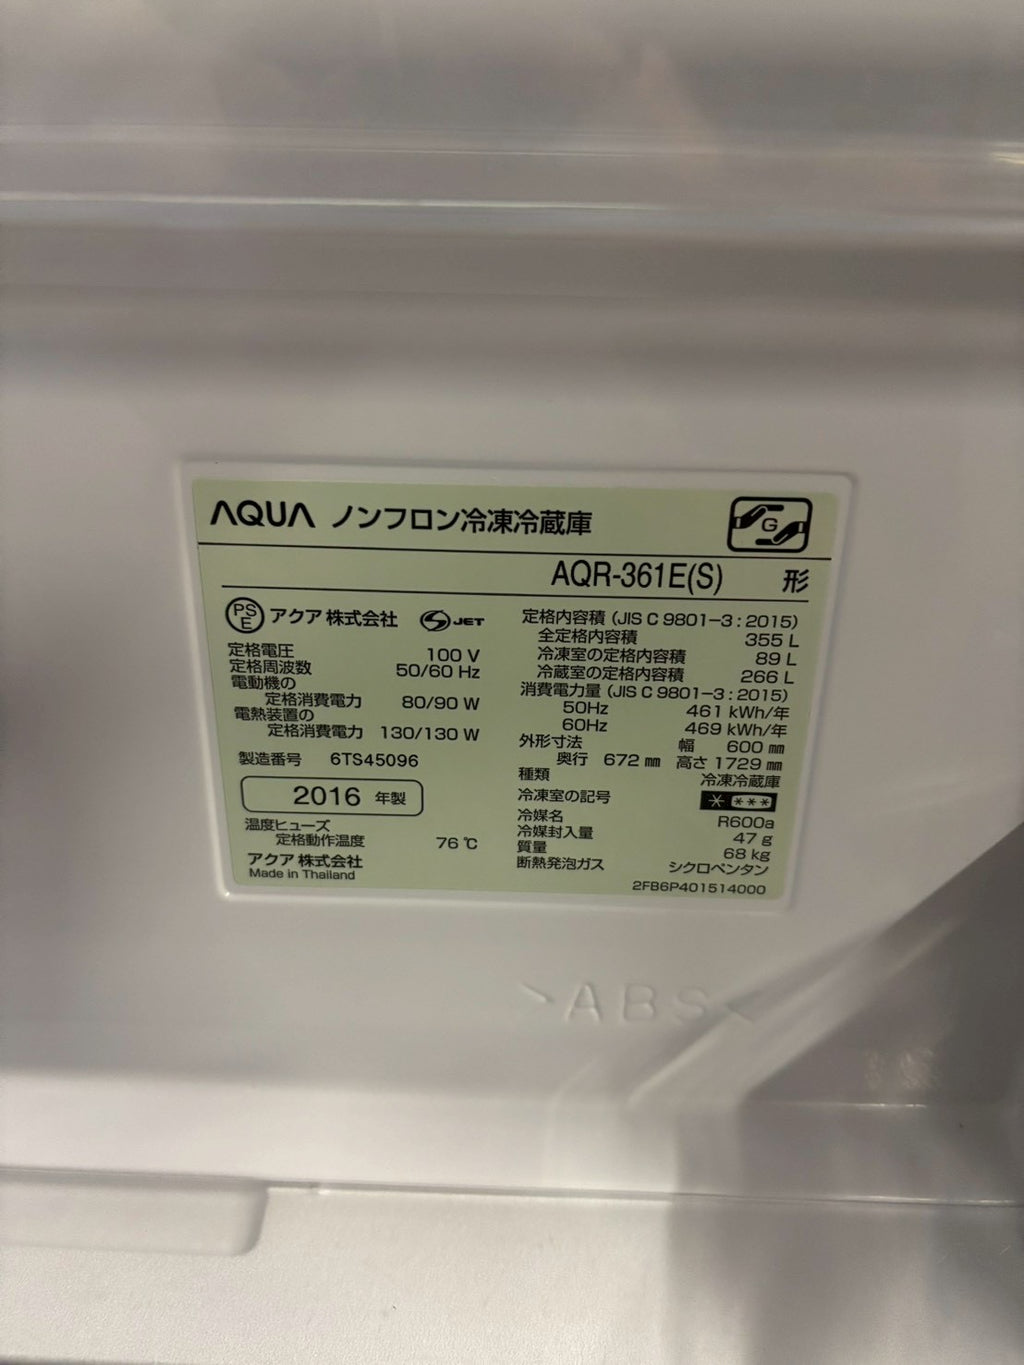 AQUA ノンフロン冷凍冷蔵庫
G
AQR-361E(S) 形
PS E アクア株式会社 S JET
定格電圧 100 V
定格周波数 50/60 Hz
電動機の
定格消費電力 80/90 W
電熱装置の
定格消費電力 130/130 W
製造番号 6TS45096
2016 年製
温度ヒューズ
定格動作温度 76 ℃
アクア株式会社
Made in Thailand
定格内容積 (JIS C 9801-3:2015)
全定格内容積 355 L
冷凍室の定格内容積 89 L
冷蔵室の定格内容積 266 L
消費電力量 (JIS C 9801-3:2015)
50Hz 461 kWh/年
60Hz 469 kWh/年
外形寸法 幅 600 ㎜
奥行 672 ㎜ 高さ 1729 ㎜
種類 冷凍冷蔵庫
冷凍室の記号 * ***
冷媒名 R600a
冷媒封入量 47 g
質量 68 kg
断熱発泡ガス シクロペンタン
2FB6P401514000
>ABS<